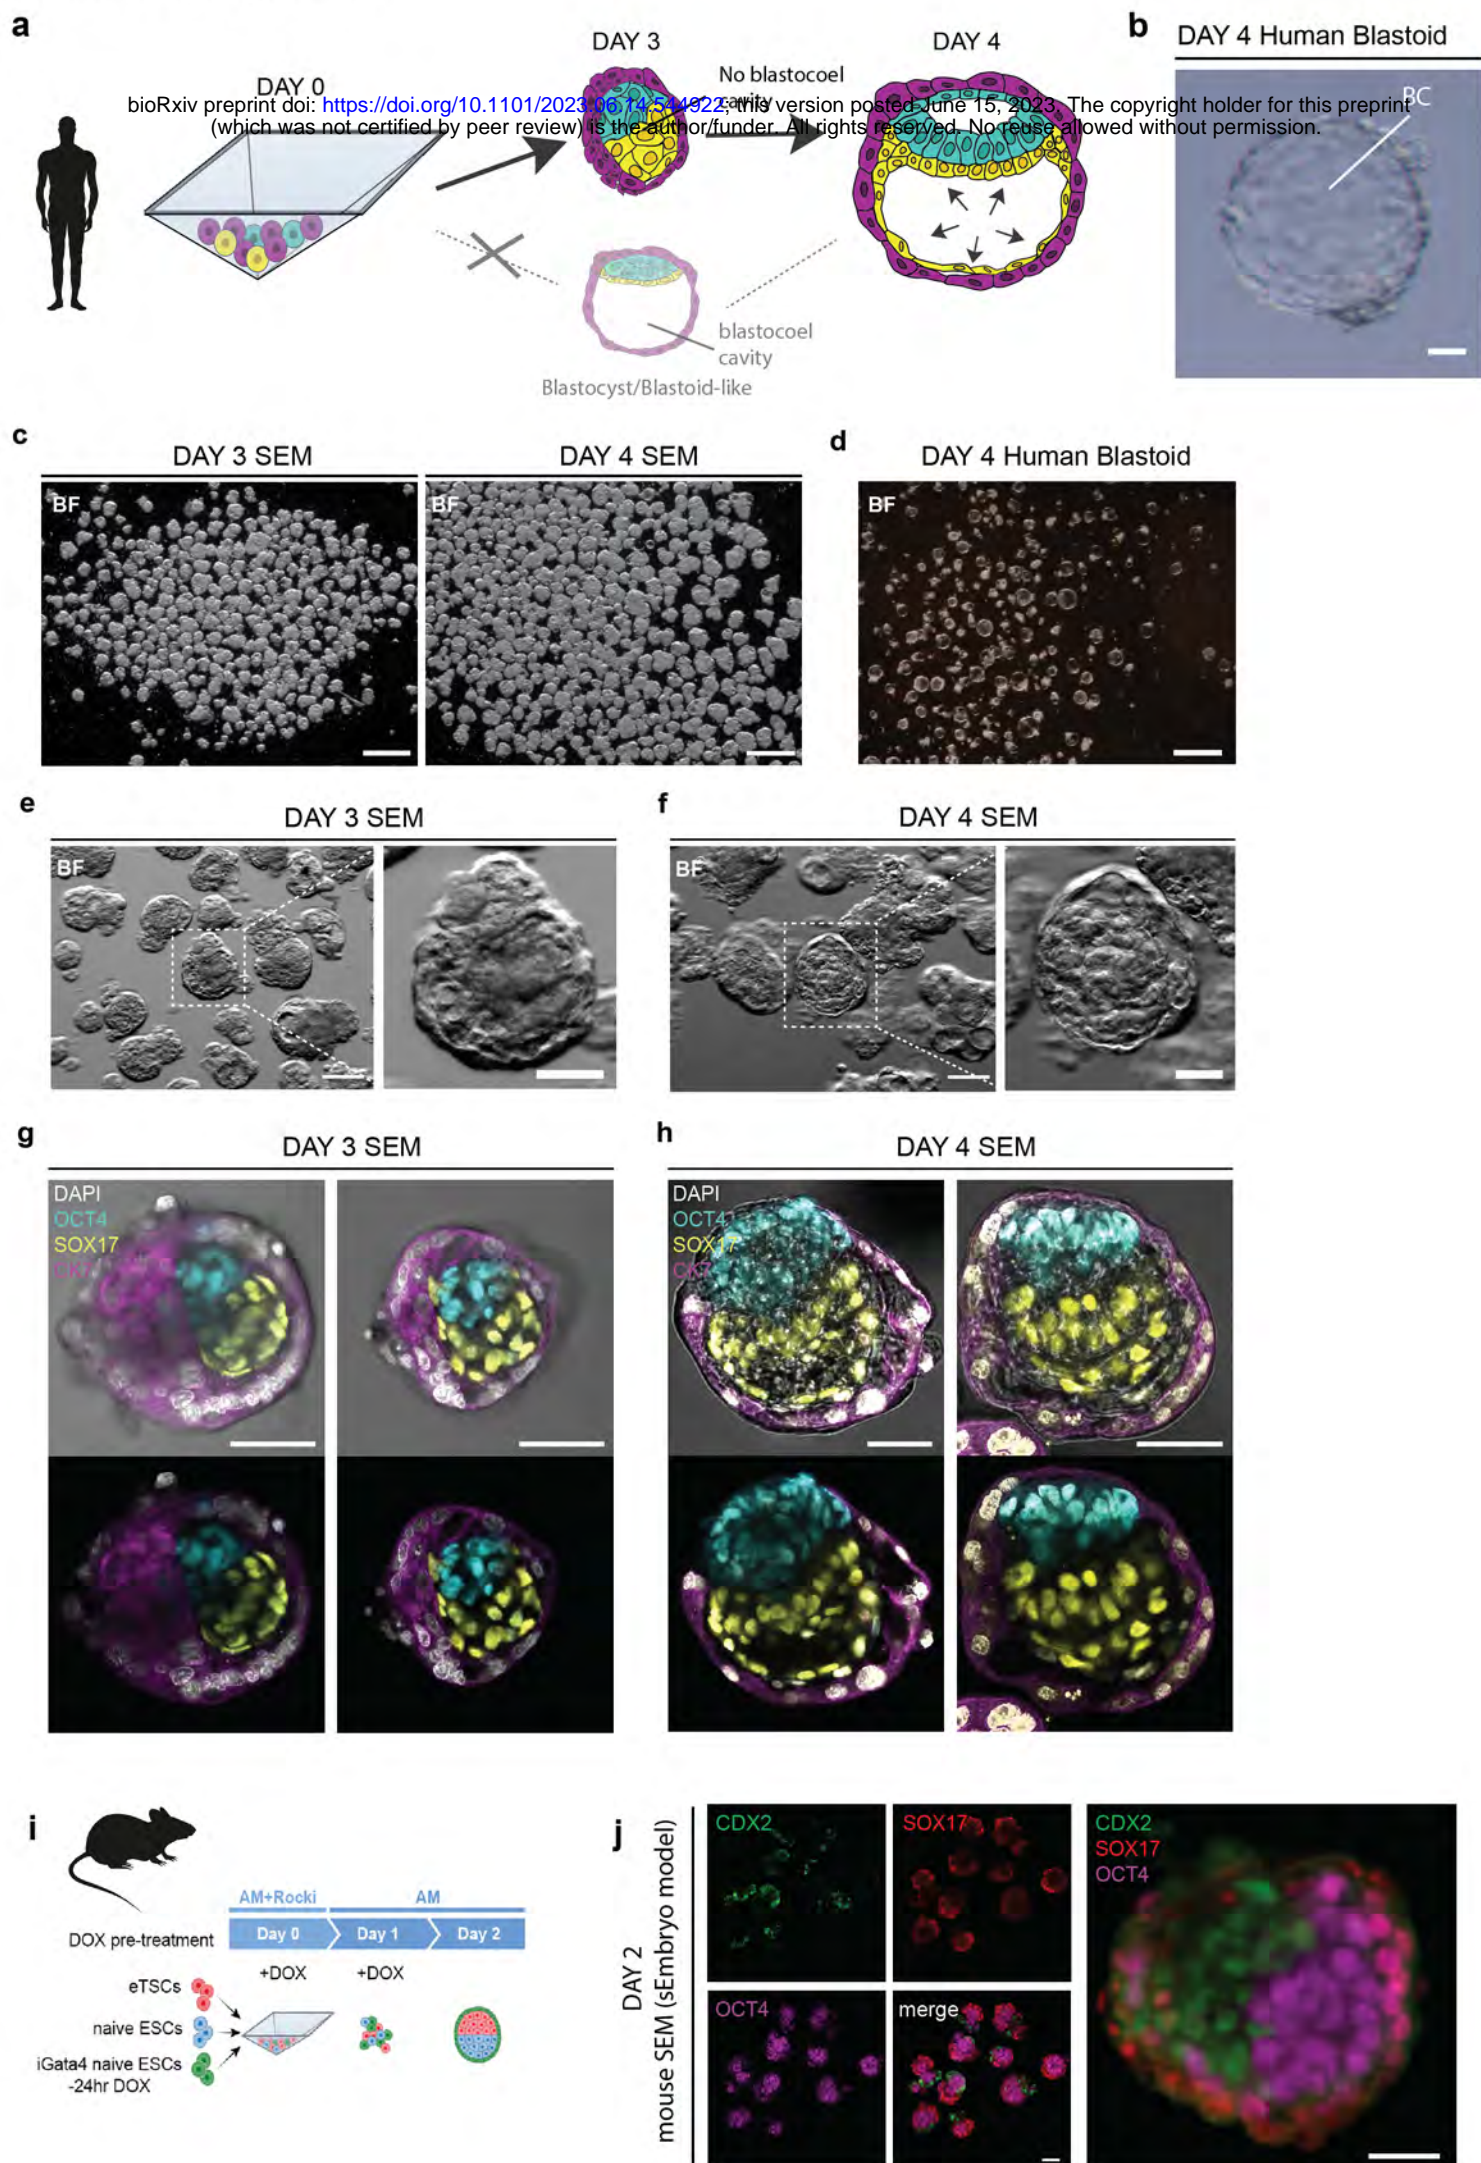 a
b
DAY 3
DAY 4
DAY 4 Human Blastoid
DAY 0
No blastocoel
cavity
BC
bioRxiv preprint doi: https://doi.org/10.1101/2023.06.14.544922; this version posted June 15, 2023. The copyright holder for this preprint
(which was not certified by peer review) is the author/funder. All rights reserved. No reuse allowed without permission.
blastocoel
cavity
Blastocyst/Blastoid-like
c
d
DAY 3 SEM
DAY 4 SEM
DAY 4 Human Blastoid
BF
BF
BF
e
f
DAY 3 SEM
DAY 4 SEM
BF
BF
g
h
DAY 3 SEM
DAY 4 SEM
DAPI
OCT4
SOX17
CK7
DAPI
OCT4
SOX17
CK7
i
j
AM+Rocki
AM
DOX pre-treatment
Day 0
Day 1
Day 2
+DOX
+DOX
eTSCs
naive ESCs
iGata4 naive ESCs
-24hr DOX
DAY 2
mouse SEM (sEmbryo model)
CDX2
SOX17
OCT4
merge
CDX2
SOX17
OCT4